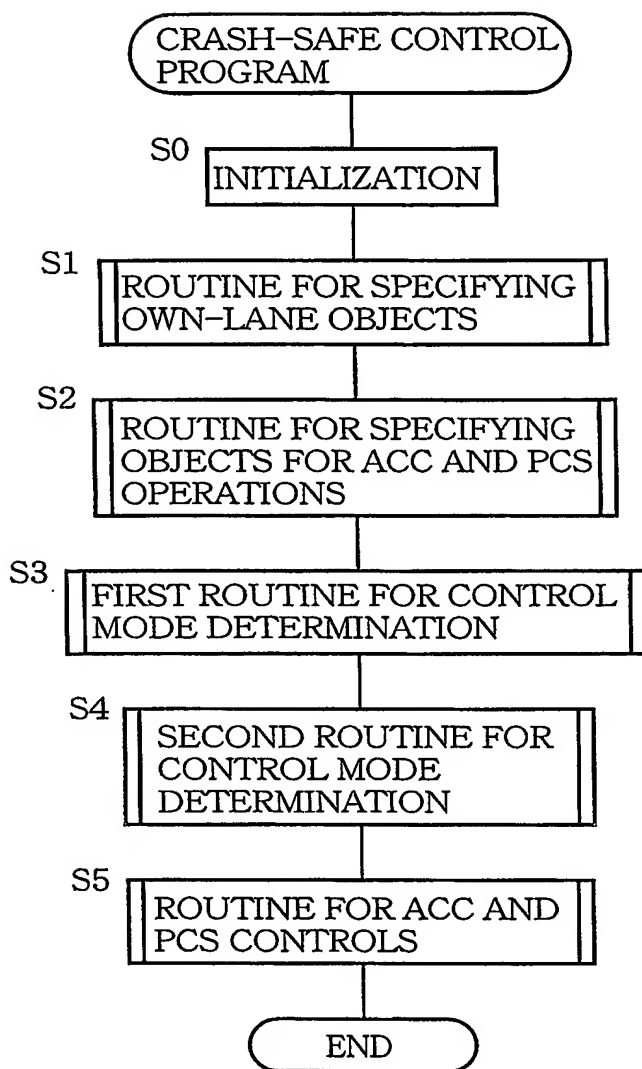 CRASH-SAFE CONTROL
PROGRAM
S0
INITIALIZATION
S1
ROUTINE FOR SPECIFYING
OWN-LANE OBJECTS
S2
ROUTINE FOR SPECIFYING
OBJECTS FOR ACC AND PCS
OPERATIONS
S3
FIRST ROUTINE FOR CONTROL
MODE DETERMINATION
S4
SECOND ROUTINE FOR
CONTROL MODE
DETERMINATION
S5
ROUTINE FOR ACC AND
PCS CONTROLS
END